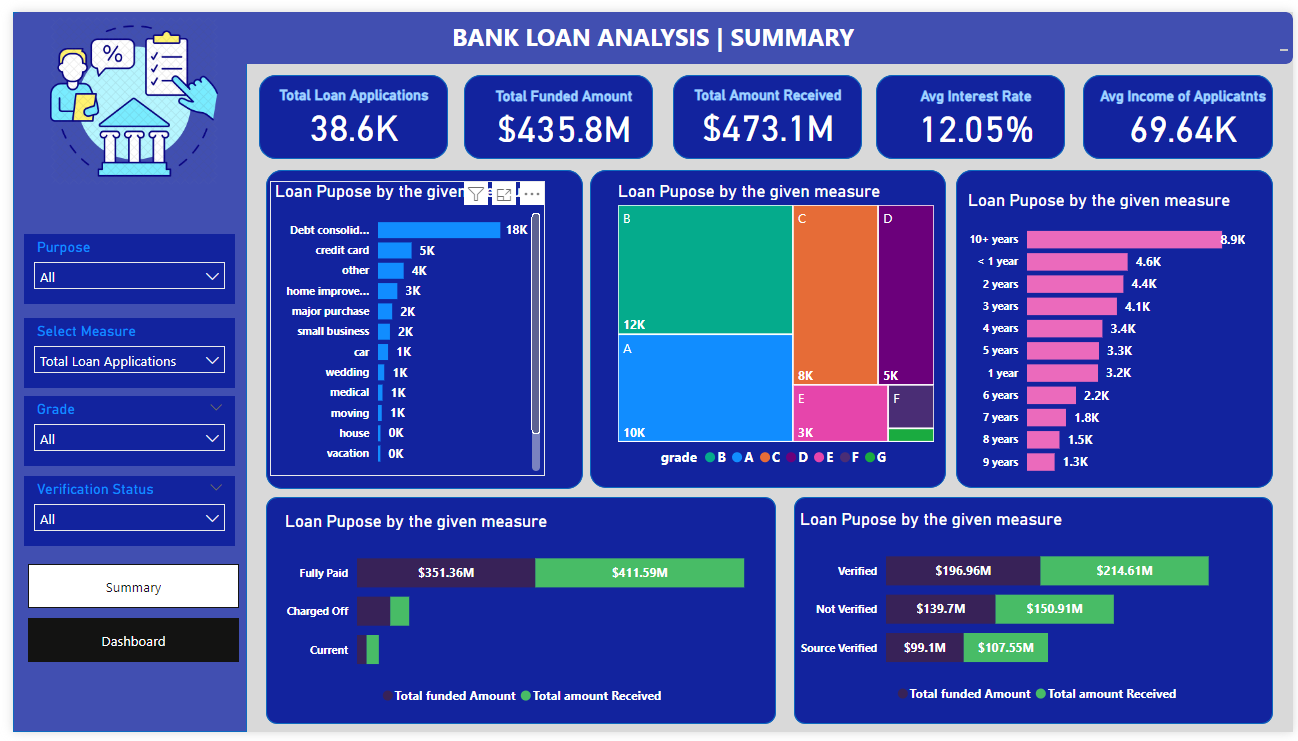 BANK LOAN ANALYSIS | SUMMARY
%
Total Loan Applications
38.6K
Total Funded Amount
$435.8M
Total Amount Received
$473.1M
Avg Interest Rate
12.05%
Avg Income of Applicatnts
69.64K
Purpose
All
Select Measure
Total Loan Applications
Grade
All
Verification Status
All
Summary
Dashboard
Loan Pupose by the given
Debt consolid... 18K
credit card 5K
other 4K
home improve... 3K
major purchase 2K
small business 2K
car 1K
wedding 1K
medical 1K
moving 1K
house 0K
vacation 0K
Loan Pupose by the given measure
B
12K
A
10K
C
8K
D
5K
E
3K
F
grade B A C D E F G
Loan Pupose by the given measure
10+ years 8.9K
< 1 year 4.6K
2 years 4.4K
3 years 4.1K
4 years 3.4K
5 years 3.3K
1 year 3.2K
6 years 2.2K
7 years 1.8K
8 years 1.5K
9 years 1.3K
Loan Pupose by the given measure
Fully Paid $351.36M $411.59M
Charged Off
Current
Total funded Amount Total amount Received
Loan Pupose by the given measure
Verified $196.96M $214.61M
Not Verified $139.7M $150.91M
Source Verified $99.1M $107.55M
Total funded Amount Total amount Received